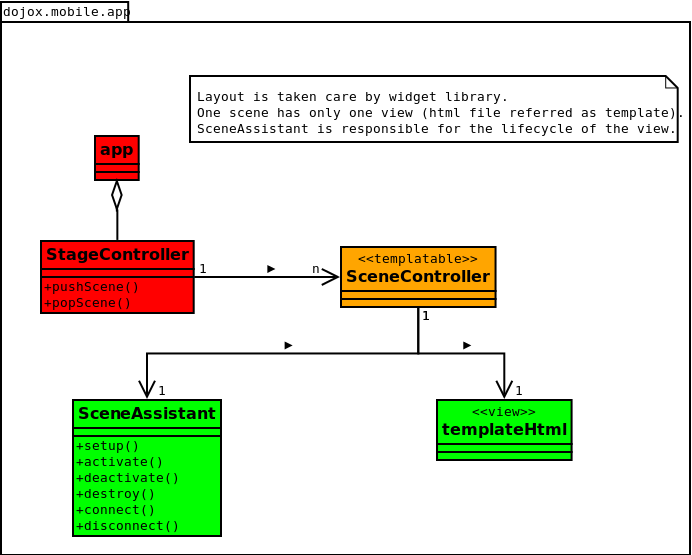 dojox.mobile.app
Layout is taken care by widget library.
One scene has only one view (html file referred as template).
SceneAssistant is responsible for the lifecycle of the view.
app
StageController
+pushScene()
+popScene()
1
n
<<templatable>>
SceneController
1
1
1
SceneAssistant
+setup()
+activate()
+deactivate()
+destroy()
+connect()
+disconnect()
<<view>>
templateHtml